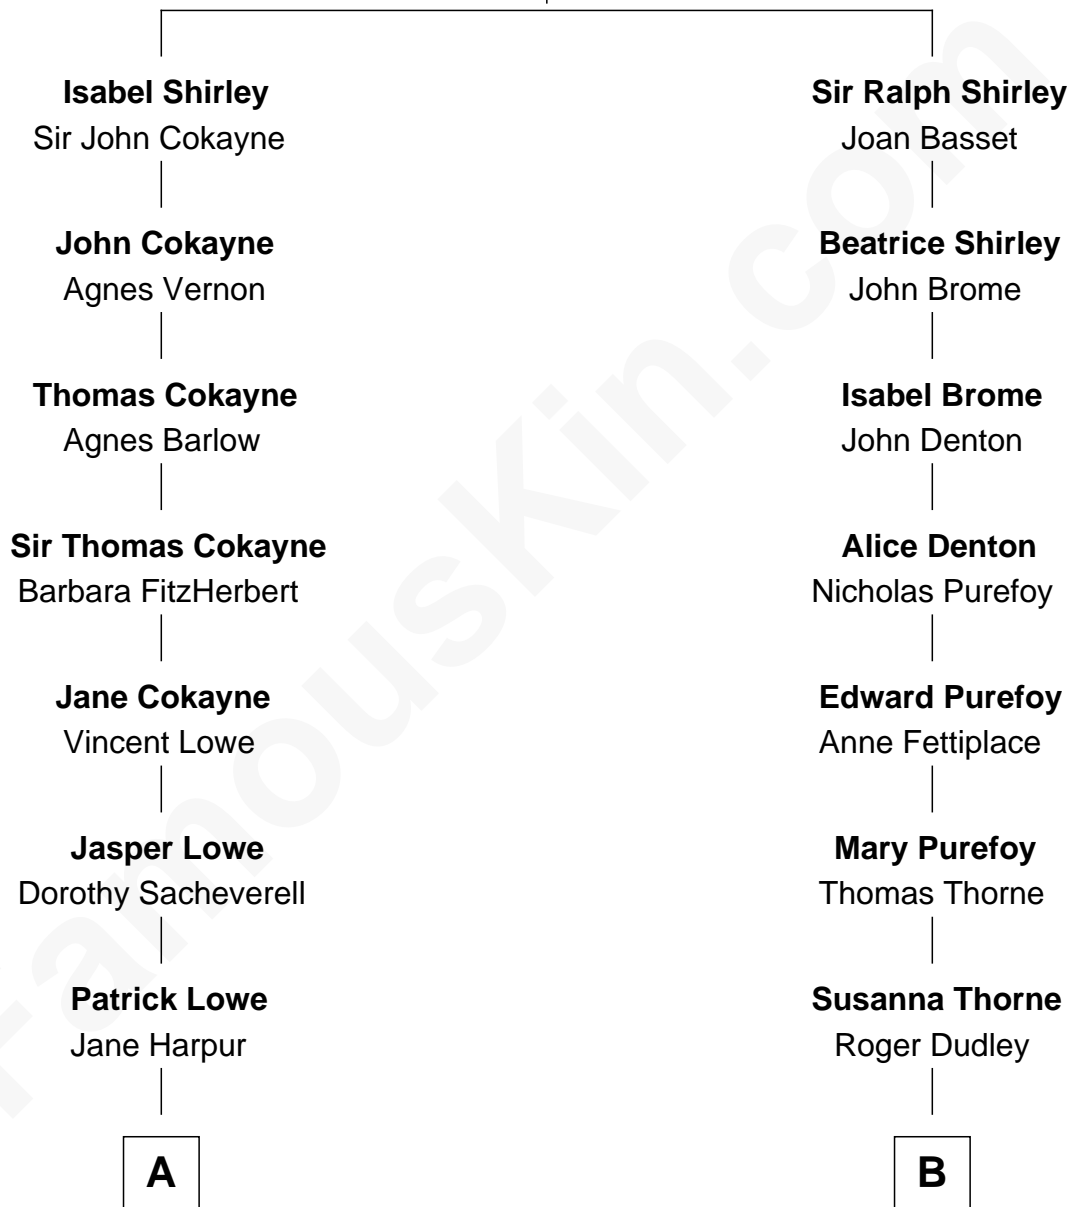 Isabel Shirley
Sir John Cokayne
John Cokayne
Agnes Vernon
Thomas Cokayne
Agnes Barlow
Sir Thomas Cokayne
Barbara FitzHerbert
Jane Cokayne
Vincent Lowe
Jasper Lowe
Dorothy Sacheverell
Patrick Lowe
Jane Harpur
A
Sir Ralph Shirley
Joan Basset
Beatrice Shirley
John Brome
Isabel Brome
John Denton
Alice Denton
Nicholas Purefoy
Edward Purefoy
Anne Fettiplace
Mary Purefoy
Thomas Thorne
Susanna Thorne
Roger Dudley
B
FamousKin.com